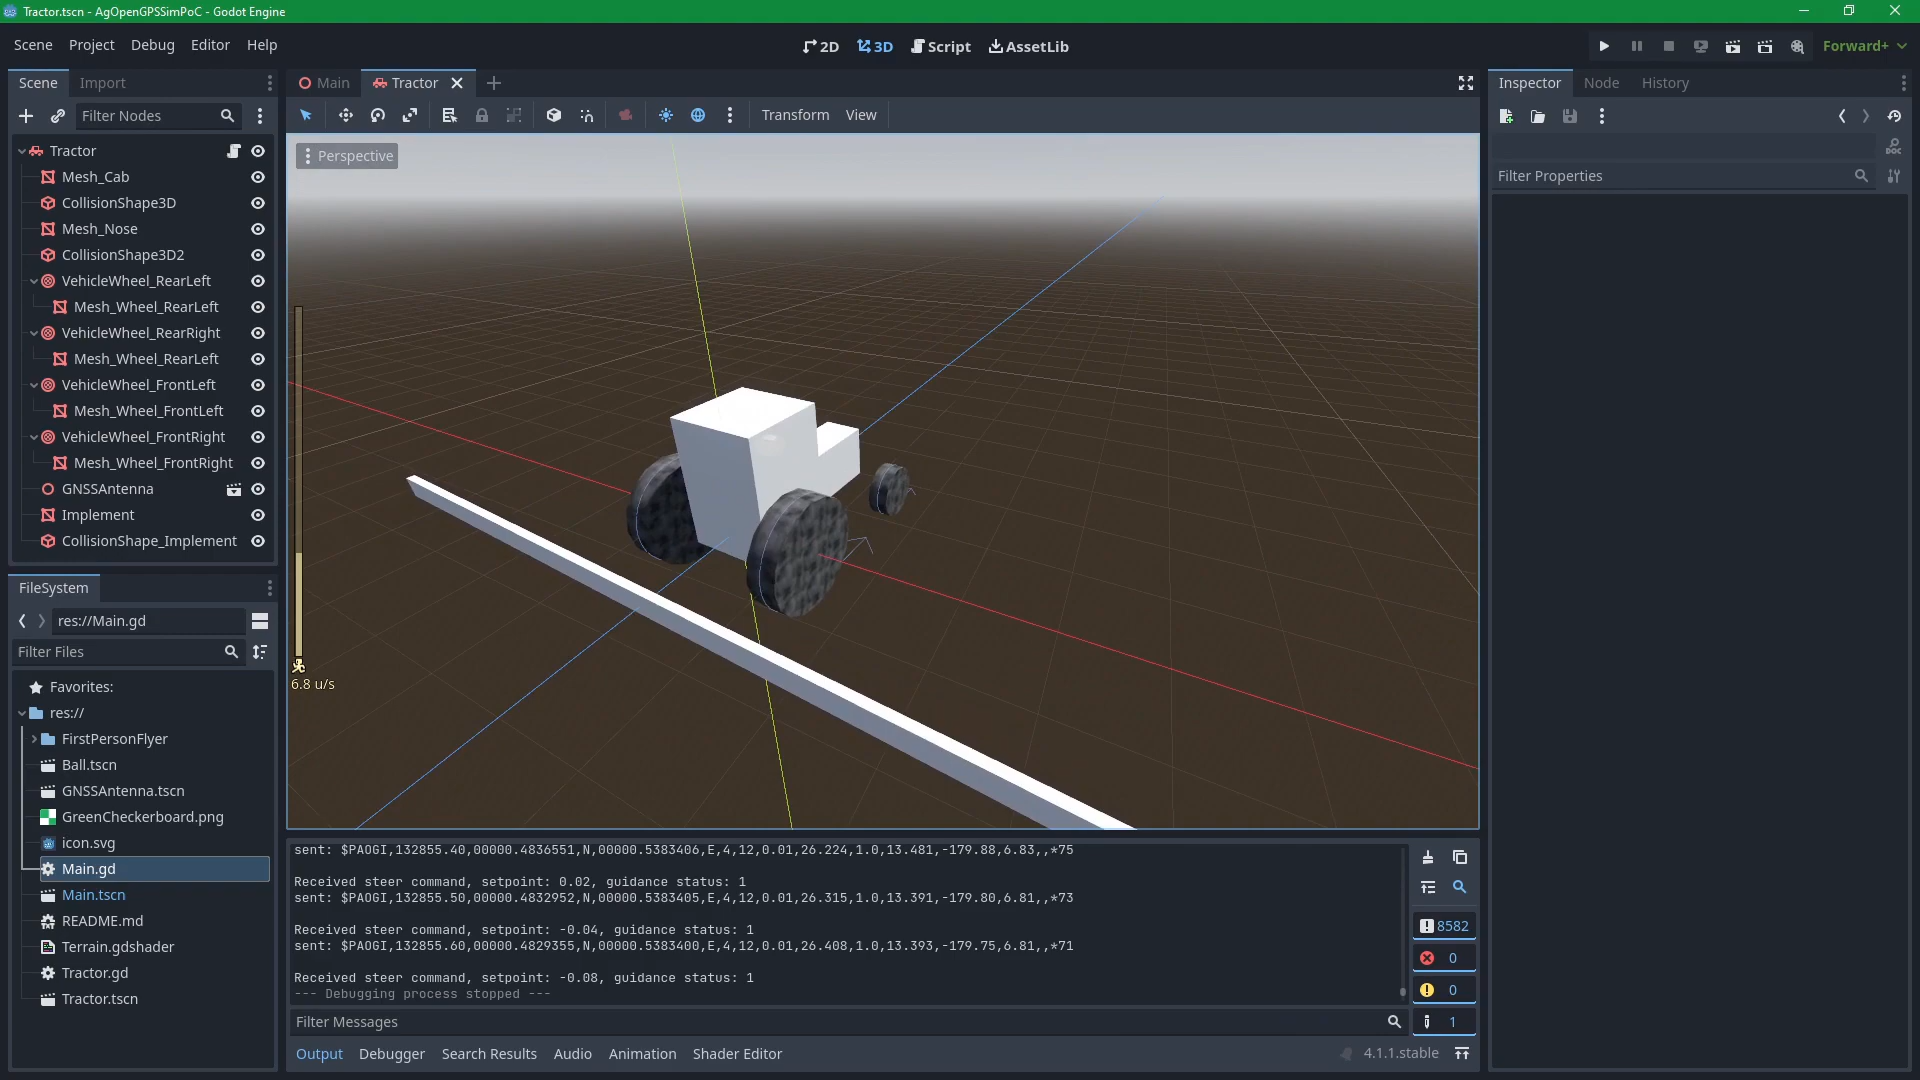 Tractor.tscn - AgOpenGPSSimPoC - Godot Engine
Scene Project Debug Editor Help
2D 3D Script AssetLib
Forward+
Scene Import
Main Tractor
Inspector Node History
Filter Nodes
Transform View
Perspective
Filter Properties
Tractor
Mesh_Cab
CollisionShape3D
Mesh_Nose
CollisionShape3D2
VehicleWheel_RearLeft
Mesh_Wheel_RearLeft
VehicleWheel_RearRight
Mesh_Wheel_RearLeft
VehicleWheel_FrontLeft
Mesh_Wheel_FrontLeft
VehicleWheel_FrontRight
Mesh_Wheel_FrontRight
GNSSAntenna
Implement
CollisionShape_Implement
6.8 u/s
FileSystem
res://Main.gd
Filter Files
Favorites:
res://
FirstPersonFlyer
Ball.tscn
GNSSAntenna.tscn
GreenCheckerboard.png
icon.svg
Main.gd
Main.tscn
README.md
Terrain.gdshader
Tractor.gd
Tractor.tscn
sent: $PAOGI,132855.40,00000.4836551,N,00000.5383406,E,4,12,0.01,26.224,1.0,13.481,-179.88,6.83,,*75
Received steer command, setpoint: 0.02, guidance status: 1
sent: $PAOGI,132855.50,00000.4832952,N,00000.5383405,E,4,12,0.01,26.315,1.0,13.391,-179.80,6.81,,*73
Received steer command, setpoint: -0.04, guidance status: 1
sent: $PAOGI,132855.60,00000.4829355,N,00000.5383400,E,4,12,0.01,26.408,1.0,13.393,-179.75,6.81,,*71
Received steer command, setpoint: -0.08, guidance status: 1
--- Debugging process stopped ---
8582
0
0
1
Filter Messages
Output Debugger Search Results Audio Animation Shader Editor
4.1.1.stable